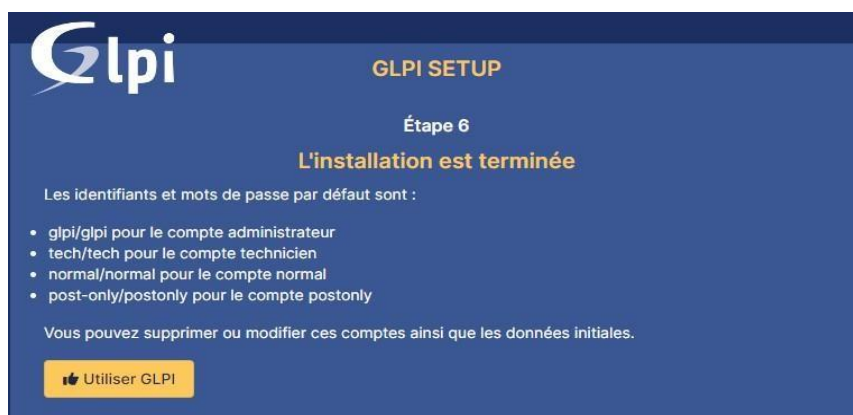 Glpi
GLPI SETUP
Étape 6
L'installation est terminée
Les identifiants et mots de passe par défaut sont :
• glpi/glpi pour le compte administrateur
• tech/tech pour le compte technicien
• normal/normal pour le compte normal
• post-only/postonly pour le compte postonly
Vous pouvez supprimer ou modifier ces comptes ainsi que les données initiales.
Utiliser GLPI